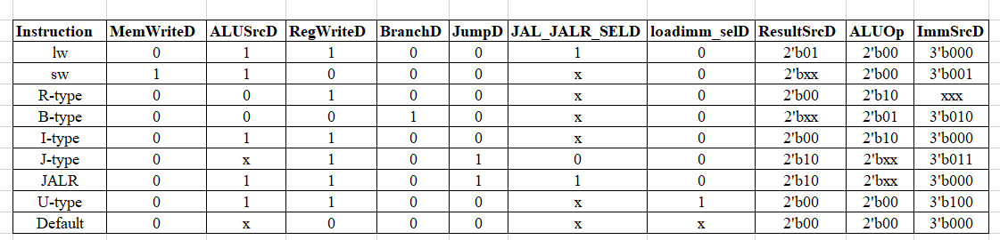 Instruction MemWriteD ALUSrcD RegWriteD BranchD JumpD JAL_JALR_SELD loadimm_selD ResultSrcD ALUOp ImmSrcD
lw 0 1 1 0 0 1 0 2'b01 2'b00 3'b000
sw 1 1 0 0 0 x 0 2'bxx 2'b00 3'b001
R-type 0 0 1 0 0 x 0 2'b00 2'b10 xxx
B-type 0 0 0 1 0 x 0 2'bxx 2'b01 3'b010
I-type 0 1 1 0 0 x 0 2'b00 2'b10 3'b000
J-type 0 x 1 0 1 0 0 2'b10 2'bxx 3'b011
JALR 0 1 1 0 1 1 0 2'b10 2'bxx 3'b000
U-type 0 1 1 0 0 x 1 2'b00 2'b00 3'b100
Default 0 x 0 0 0 x x 2'b00 2'b00 3'b000